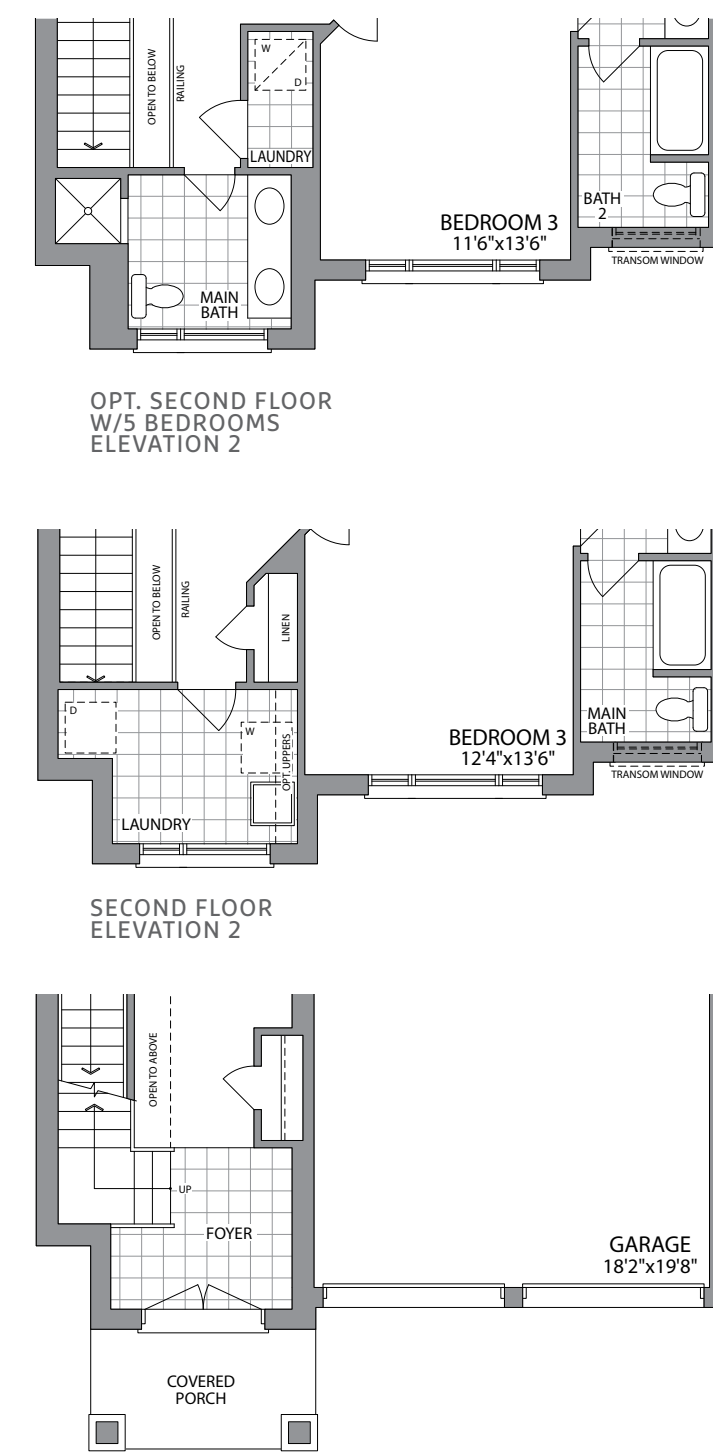 OPEN TO BELOW
RAILING
W
D
LAUNDRY
BEDROOM 3
11'6"x13'6"
BATH
2
TRANSOM WINDOW
MAIN
BATH
OPT. SECOND FLOOR
W/5 BEDROOMS
ELEVATION 2
OPEN TO BELOW
RAILING
LINEN
D
W
OPT. UPPERS
LAUNDRY
BEDROOM 3
12'4"x13'6"
MAIN
BATH
TRANSOM WINDOW
SECOND FLOOR
ELEVATION 2
OPEN TO ABOVE
UP
FOYER
GARAGE
18'2"x19'8"
COVERED
PORCH